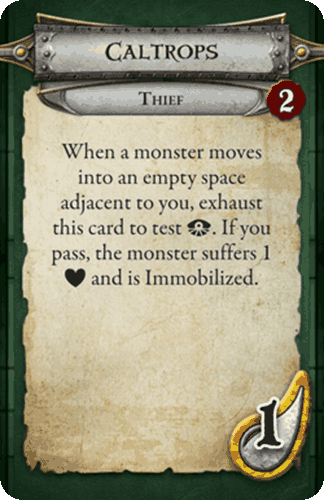 Caltrops
Thief
2
When a monster moves
into an empty space
adjacent to you, exhaust
this card to test . If you
pass, the monster suffers 1
and is Immobilized.
1